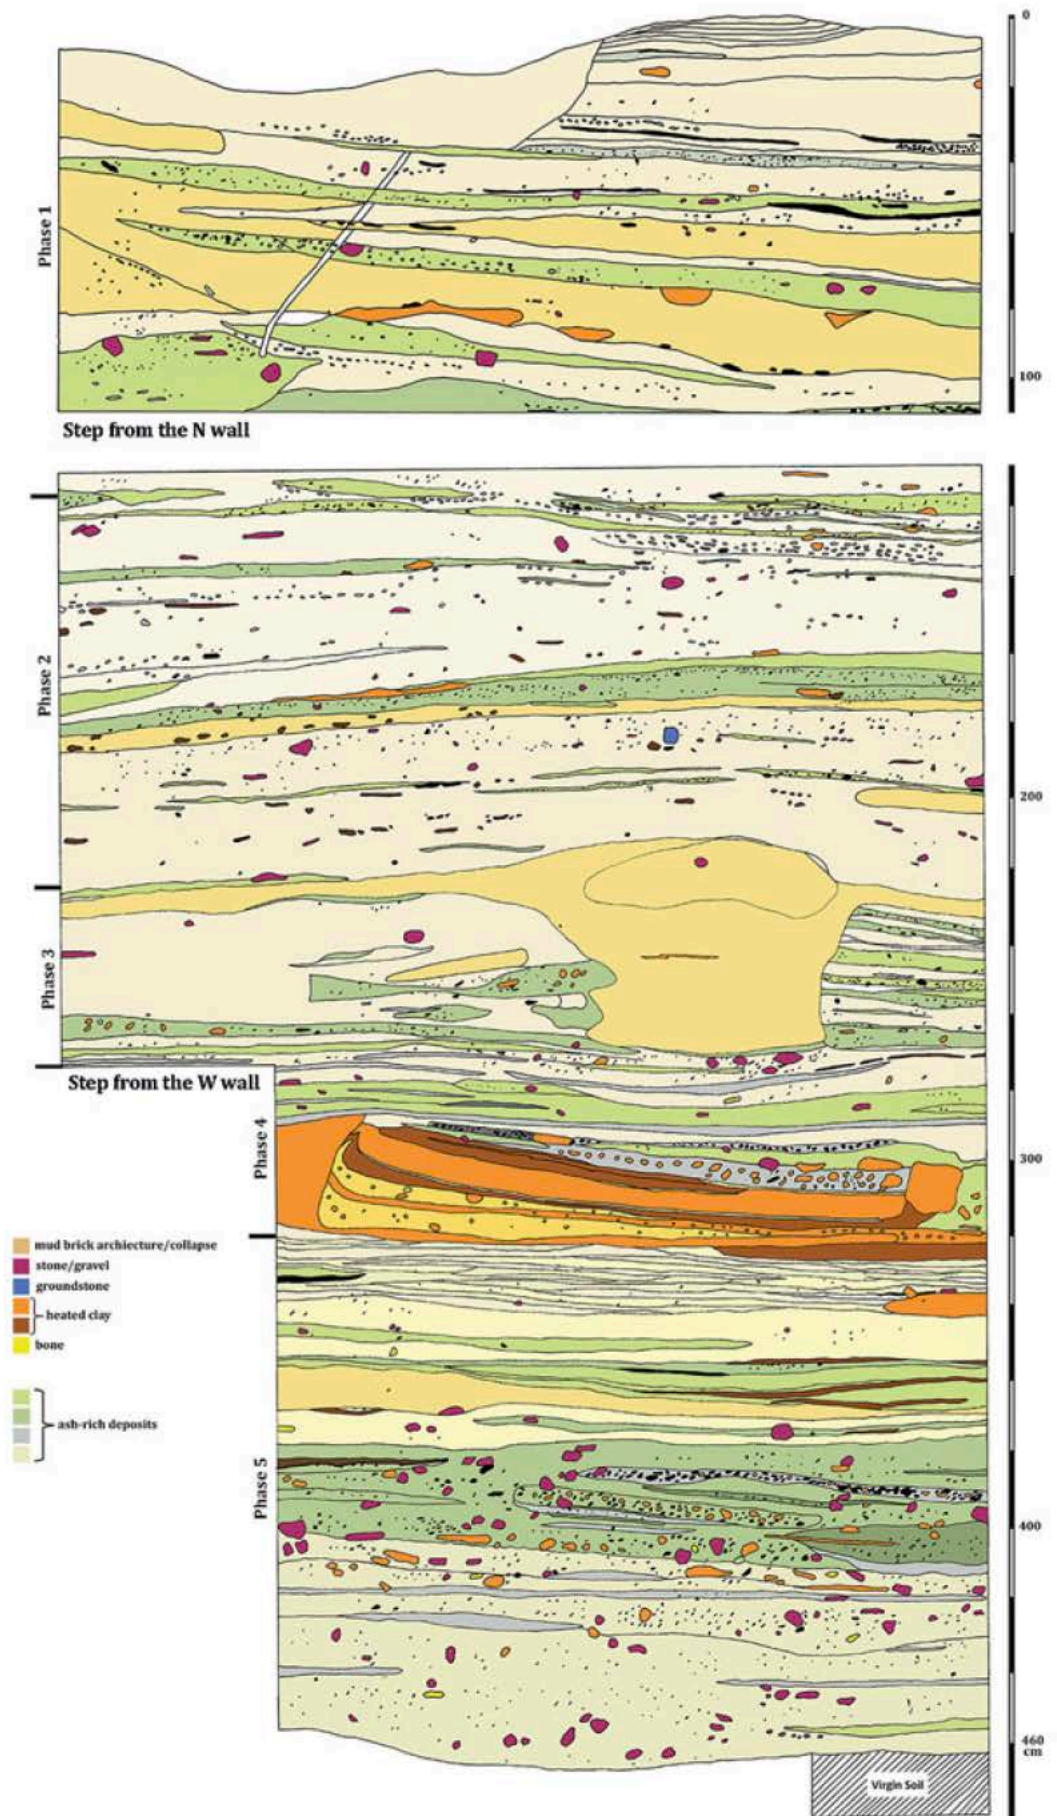 0
Phase 1
100
Step from the N wall
Phase 2
200
Phase 3
Step from the W wall
Phase 4
300
mud brick archiecture/collapse
stone/gravel
groundstone
heated clay
bone
ash-rich deposits
Phase 5
400
460
cm
Virgin Soil